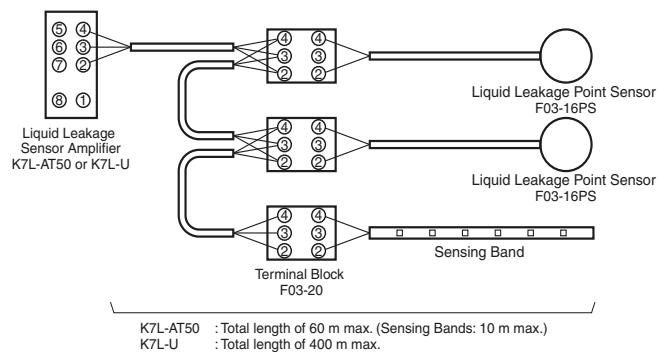 ⑤ ④
⑥ ③
⑦ ②
⑧ ①
Liquid Leakage
Sensor Amplifier
K7L-AT50 or K7L-U
④ ④
③ ③
② ②
Liquid Leakage Point Sensor
F03-16PS
④ ④
③ ③
② ②
Liquid Leakage Point Sensor
F03-16PS
④ ④
③ ③
② ②
Terminal Block
F03-20
Sensing Band
K7L-AT50 : Total length of 60 m max. (Sensing Bands: 10 m max.)
K7L-U : Total length of 400 m max.